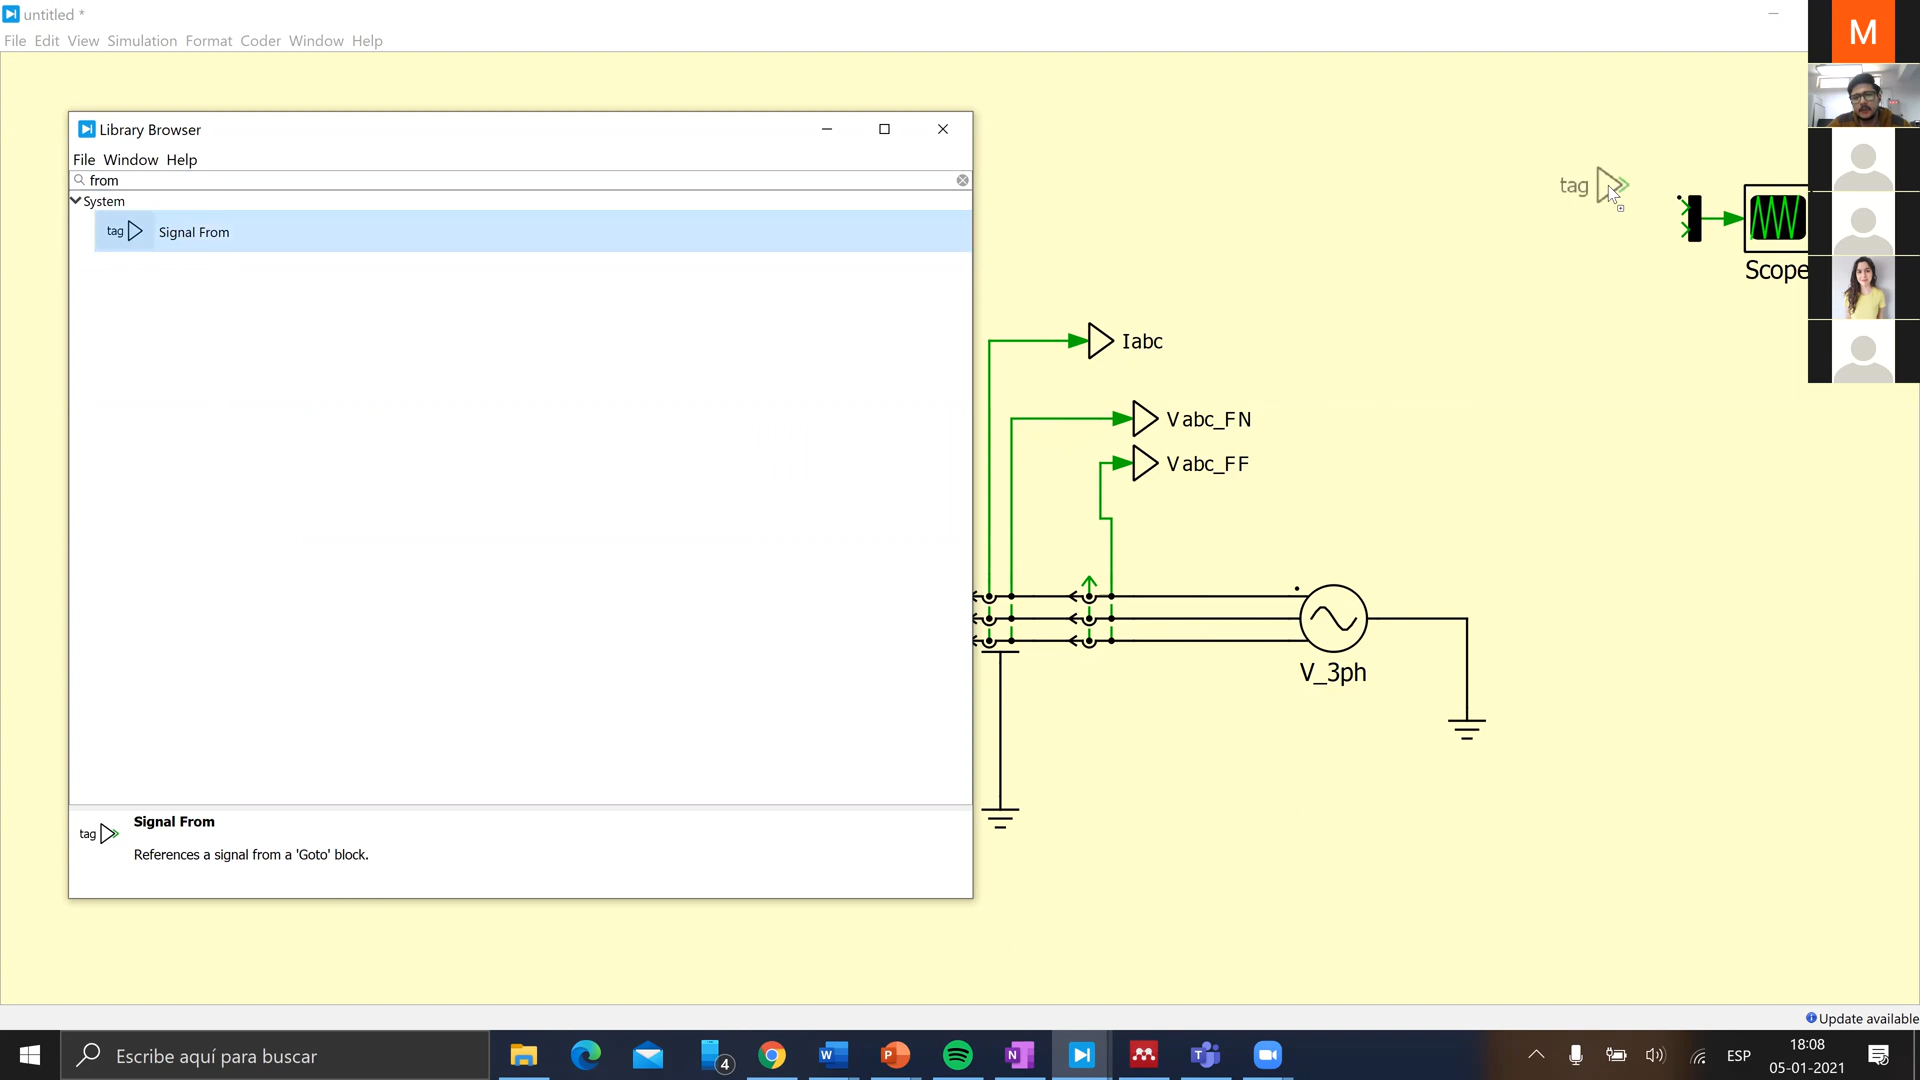 untitled *
File Edit View Simulation Format Coder Window Help
M
Library Browser
File Window Help
from
System
tag Signal From
tag
Scope
Iabc
Vabc_FN
Vabc_FF
V_3ph
tag Signal From
References a signal from a 'Goto' block.
Update available
Escribe aquí para buscar
4
W
P
N
ESP
18:08
05-01-2021